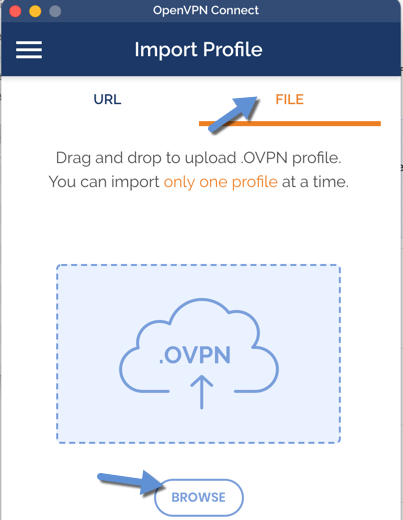 OpenVPN Connect
Import Profile
URL
FILE
Drag and drop to upload .OVPN profile.
You can import only one profile at a time.
.OVPN
BROWSE